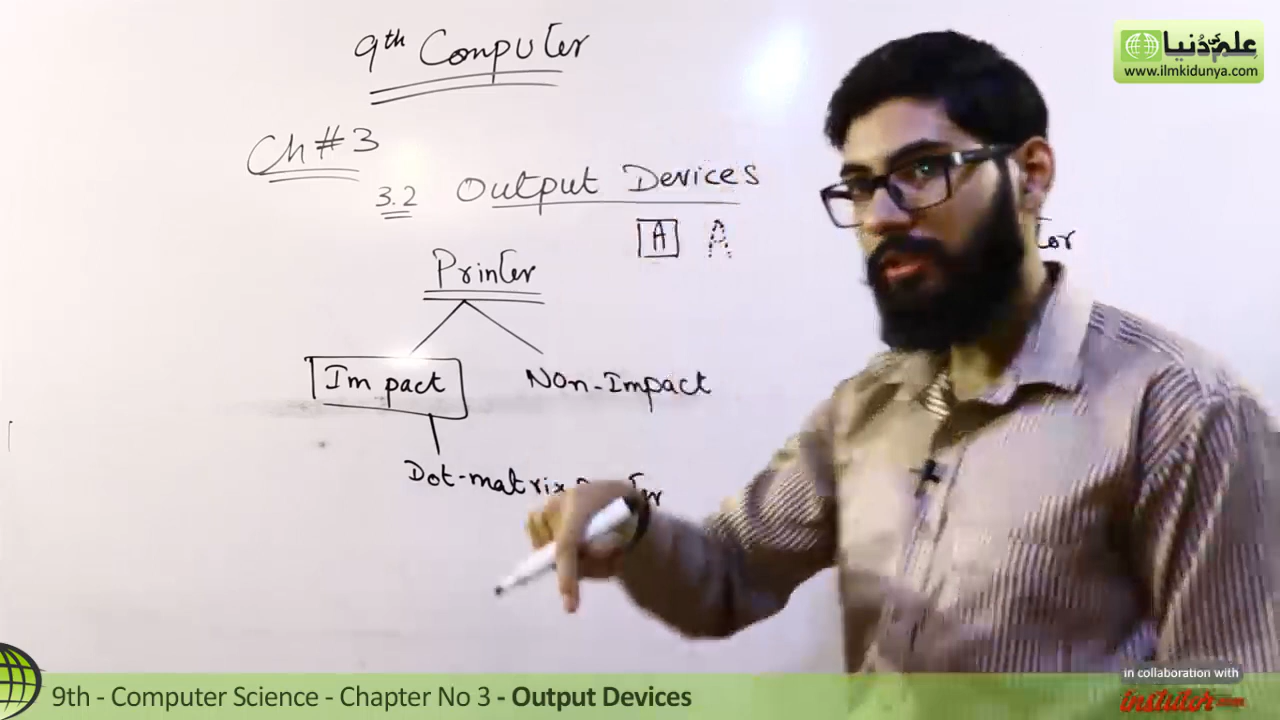 9th Computer
Ch # 3
3.2 Output Devices
A A
Printer
Impact Non-Impact
Dot-matrix
علم کی دُنیا
www.ilmkidunya.com
in collaboration with
9th - Computer Science - Chapter No 3 - Output Devices